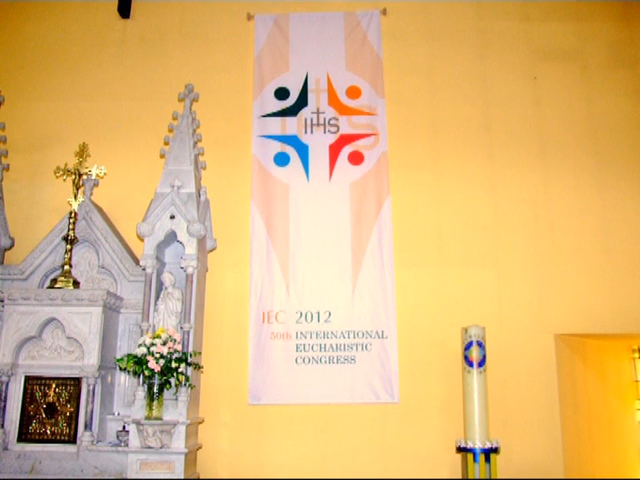 IHS
IEC 2012
50th INTERNATIONAL
EUCHARISTIC
CONGRESS